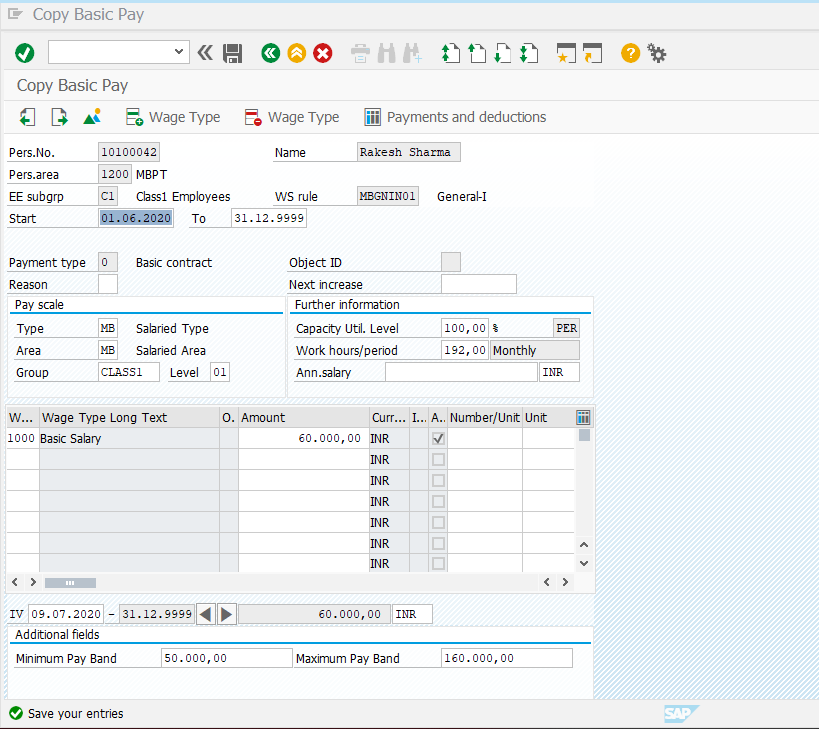 Copy Basic Pay
Copy Basic Pay
Wage Type Wage Type Payments and deductions
Pers.No. 10100042 Name Rakesh Sharma
Pers.area 1200 MBPT
EE subgrp C1 Class1 Employees WS rule MBGNIN01 General-I
Start 01.06.2020 To 31.12.9999
Payment type 0 Basic contract Object ID
Reason Next increase
Pay scale Further information
Type MB Salaried Type Capacity Util. Level 100,00 % PER
Area MB Salaried Area Work hours/period 192,00 Monthly
Group CLASS1 Level 01 Ann.salary INR
W... Wage Type Long Text O. Amount Curr... I... A.. Number/Unit Unit
1000 Basic Salary 60.000,00 INR
INR
INR
INR
INR
INR
INR
IV 09.07.2020 - 31.12.9999 60.000,00 INR
Additional fields
Minimum Pay Band 50.000,00 Maximum Pay Band 160.000,00
Save your entries SAP